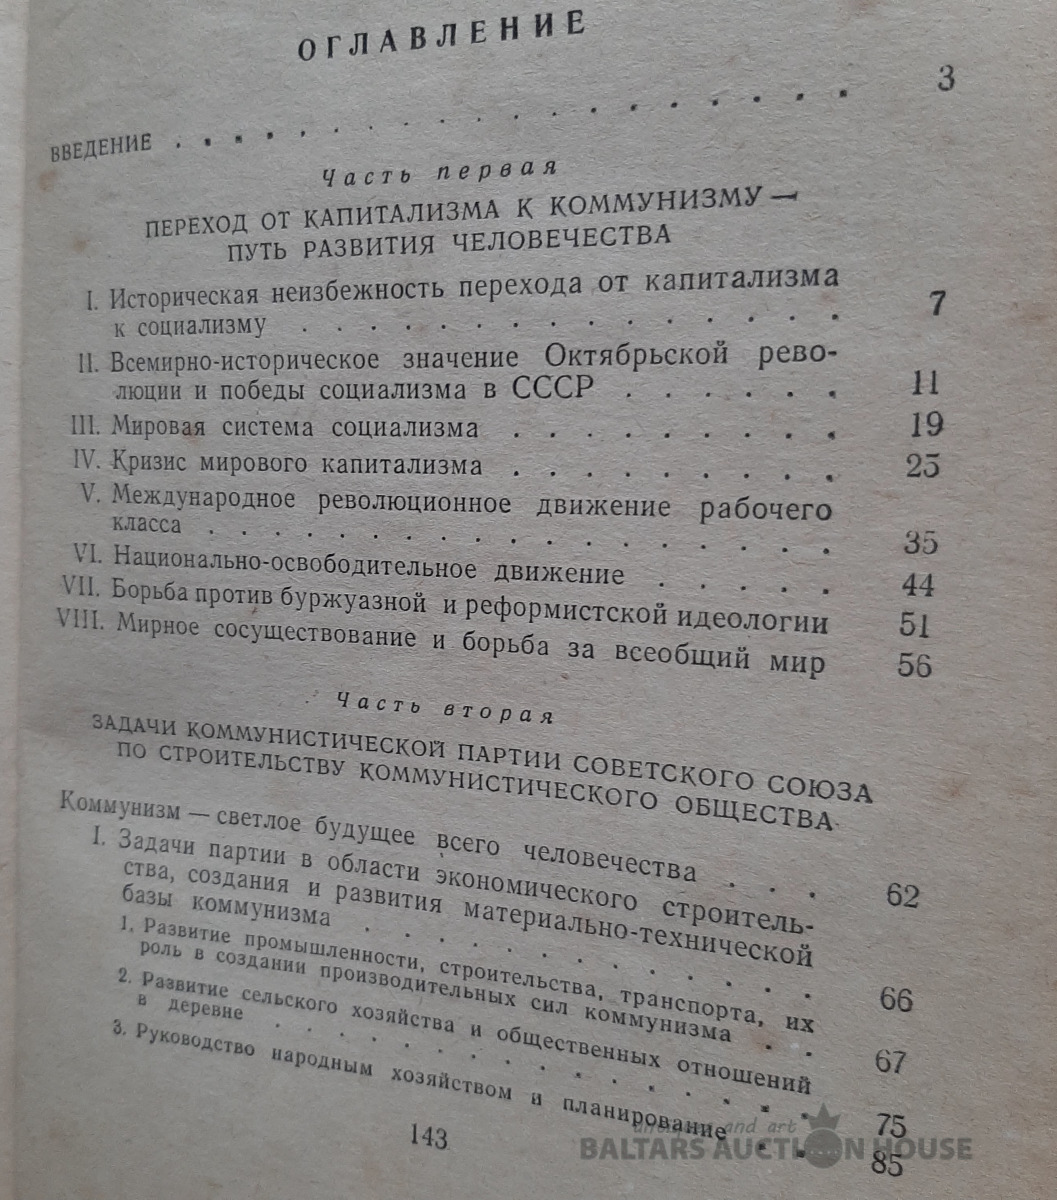 ОГЛАВЛЕНИЕ
ВВЕДЕНИЕ . . . . . . . . . . . . . . . . . . . 3
Часть первая
ПЕРЕХОД ОТ КАПИТАЛИЗМА К КОММУНИЗМУ —
ПУТЬ РАЗВИТИЯ ЧЕЛОВЕЧЕСТВА
I. Историческая неизбежность перехода от капитализма
к социализму . . . . . . . . . . . . . . . 7
II. Всемирно-историческое значение Октябрьской рево-
люции и победы социализма в СССР . . . . . . 11
III. Мировая система социализма . . . . . . . . . 19
IV. Кризис мирового капитализма . . . . . . . . . 25
V. Международное революционное движение рабочего
класса . . . . . . . . . . . . . . . . . 35
VI. Национально-освободительное движение . . . . . 44
VII. Борьба против буржуазной и реформистской идеологии 51
VIII. Мирное сосуществование и борьба за всеобщий мир 56
Часть вторая
ЗАДАЧИ КОММУНИСТИЧЕСКОЙ ПАРТИИ СОВЕТСКОГО СОЮЗА
ПО СТРОИТЕЛЬСТВУ КОММУНИСТИЧЕСКОГО ОБЩЕСТВА
Коммунизм — светлое будущее всего человечества . . . 62
I. Задачи партии в области экономического строитель-
ства, создания и развития материально-технической
базы коммунизма . . . . . . . . . . . . 66
1. Развитие промышленности, строительства, транспорта, их
роль в создании производительных сил коммунизма . . 67
2. Развитие сельского хозяйства и общественных отношений
в деревне . . . . . . . . . . . . . . 75
3. Руководство народным хозяйством и планирование . . 85
143
and art
BALTARS AUCTION HOUSE